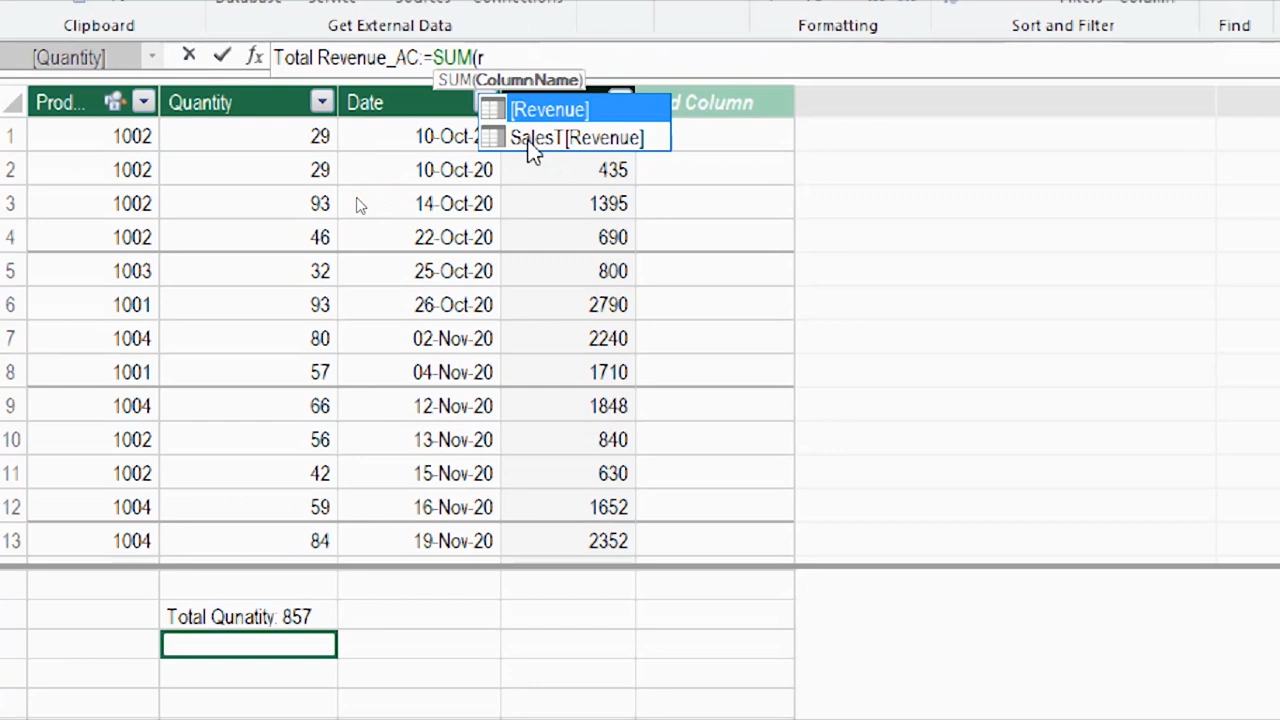 Clipboard Get External Data Formatting Sort and Filter Find
[Quantity] fx Total Revenue_AC:=SUM(r
SUM(ColumnName)
Prod... Quantity Date d Column
[Revenue]
SalesT[Revenue]
1 1002 29 10-Oct-2
2 1002 29 10-Oct-20 435
3 1002 93 14-Oct-20 1395
4 1002 46 22-Oct-20 690
5 1003 32 25-Oct-20 800
6 1001 93 26-Oct-20 2790
7 1004 80 02-Nov-20 2240
8 1001 57 04-Nov-20 1710
9 1004 66 12-Nov-20 1848
10 1002 56 13-Nov-20 840
11 1002 42 15-Nov-20 630
12 1004 59 16-Nov-20 1652
13 1004 84 19-Nov-20 2352
Total Qunatity: 857